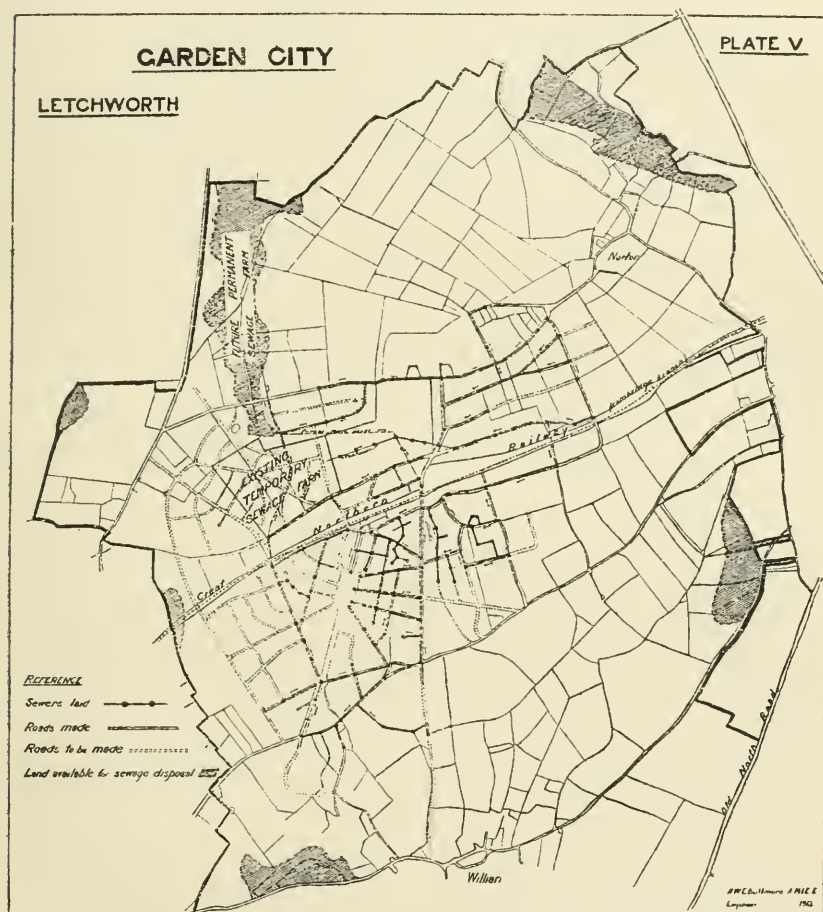 GARDEN CITY
PLATE V
LETCHWORTH
Norton
FUTURE PERMANENT
SEWAGE FARM
Railway
EXISTING
TEMPORARY
SEWAGE FARM
Northern
Great
REFERENCE
Sewers laid
Roads made
Roads to be made
Land available for sewage disposal
Old North Road
Willian
Engineer